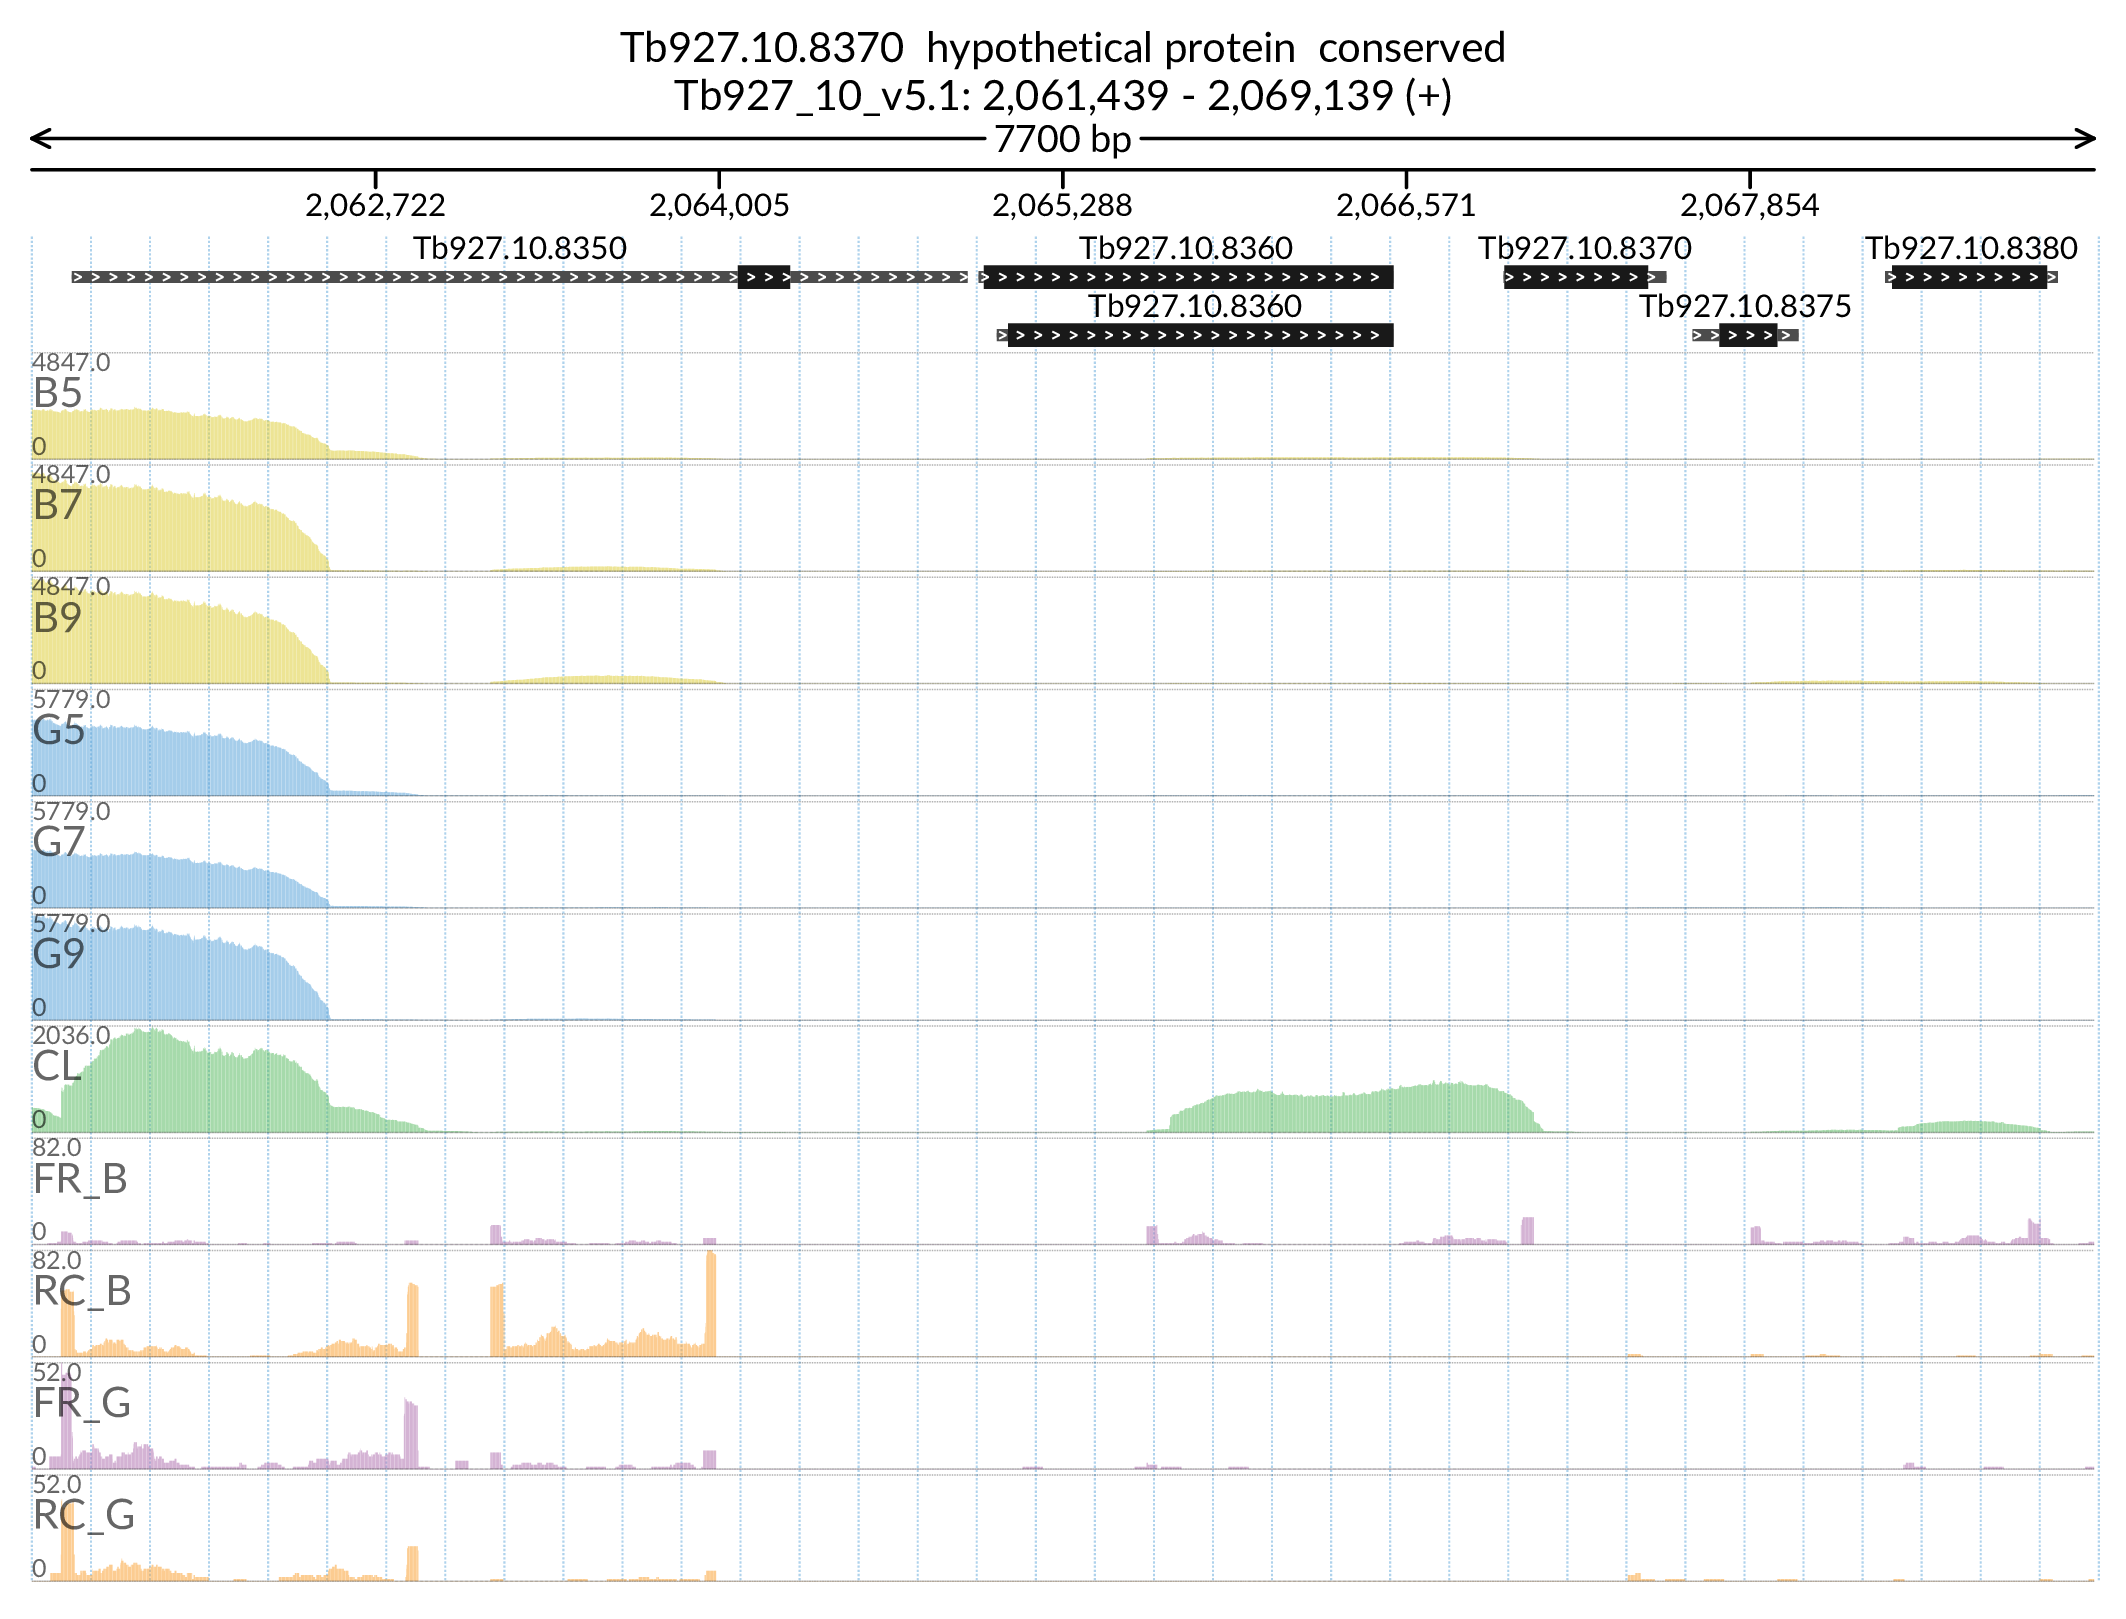 Tb927.10.8370  hypothetical protein  conserved
Tb927_10_v5.1: 2,061,439 - 2,069,139 (+)
7700 bp
2,062,722 2,064,005 2,065,288 2,066,571 2,067,854
Tb927.10.8350 Tb927.10.8360 Tb927.10.8370 Tb927.10.8380
Tb927.10.8360 Tb927.10.8375
4847.0
B5
0
4847.0
B7
0
4847.0
B9
0
5779.0
G5
0
5779.0
G7
0
5779.0
G9
0
2036.0
CL
0
82.0
FR_B
0
82.0
RC_B
0
52.0
FR_G
0
52.0
RC_G
0